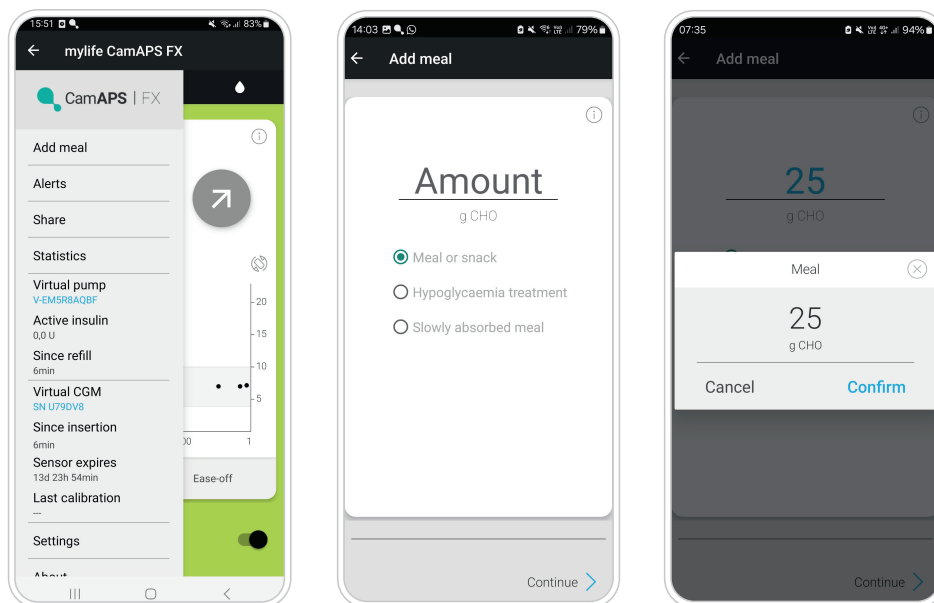 15:51 83%
mylife CamAPS FX
CamAPS | FX
Add meal
Alerts
Share
Statistics
Virtual pump
V-EM5R8AQBF
Active insulin
0,0 U
Since refill
6min
Virtual CGM
SN U79DV8
Since insertion
6min
Sensor expires
13d 23h 54min
Last calibration
---
Settings
About
20
15
10
5
00 1
Ease-off
14:03 79%
Add meal
Amount
g CHO
Meal or snack
Hypoglycaemia treatment
Slowly absorbed meal
Continue
07:35 94%
Add meal
25
g CHO
Meal
25
g CHO
Cancel Confirm
Continue